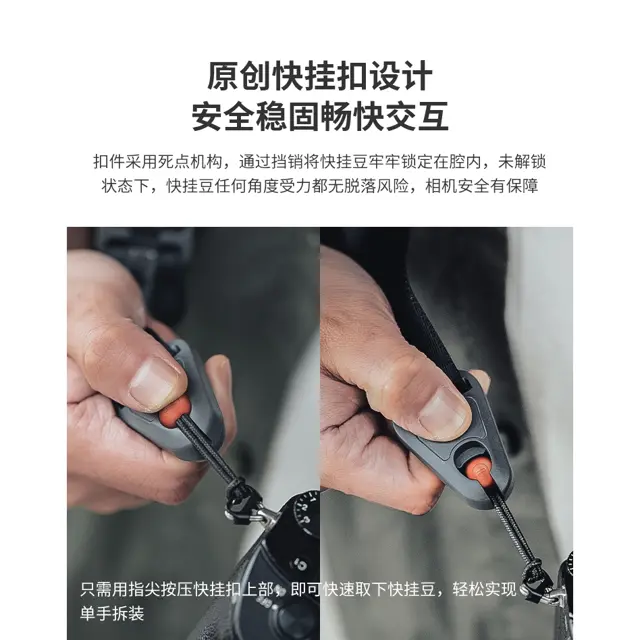 原创快挂扣设计
安全稳固畅快交互
扣件采用死点机构，通过挡销将快挂豆牢牢锁定在腔内，未解锁
状态下，快挂豆任何角度受力都无脱落风险，相机安全有保障
只需用指尖按压快挂扣上部，即可快速取下快挂豆，轻松实现
单手拆装